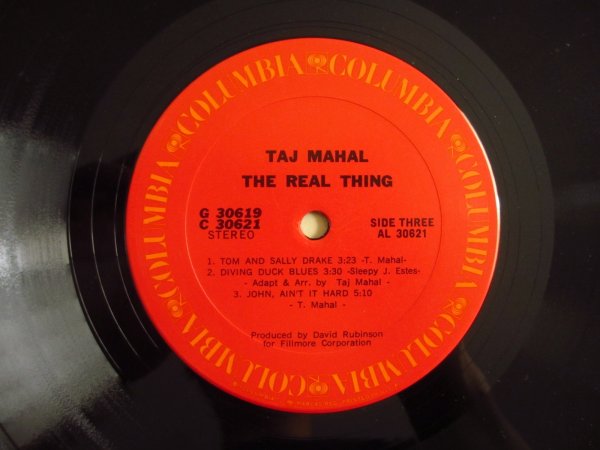 COLUMBIA COLUMBIA COLUMBIA COLUMBIA COLUMBIA COLUMBIA
TAJ MAHAL
THE REAL THING
G 30619
C 30621
STEREO
SIDE THREE
AL 30621
1. TOM AND SALLY DRAKE 3:23 -T. Mahal-
2. DIVING DUCK BLUES 3:30 -Sleepy J. Estes-
- Adapt & Arr. by Taj Mahal -
3. JOHN, AIN'T IT HARD 5:10
- T. Mahal -
Produced by David Rubinson
for Fillmore Corporation